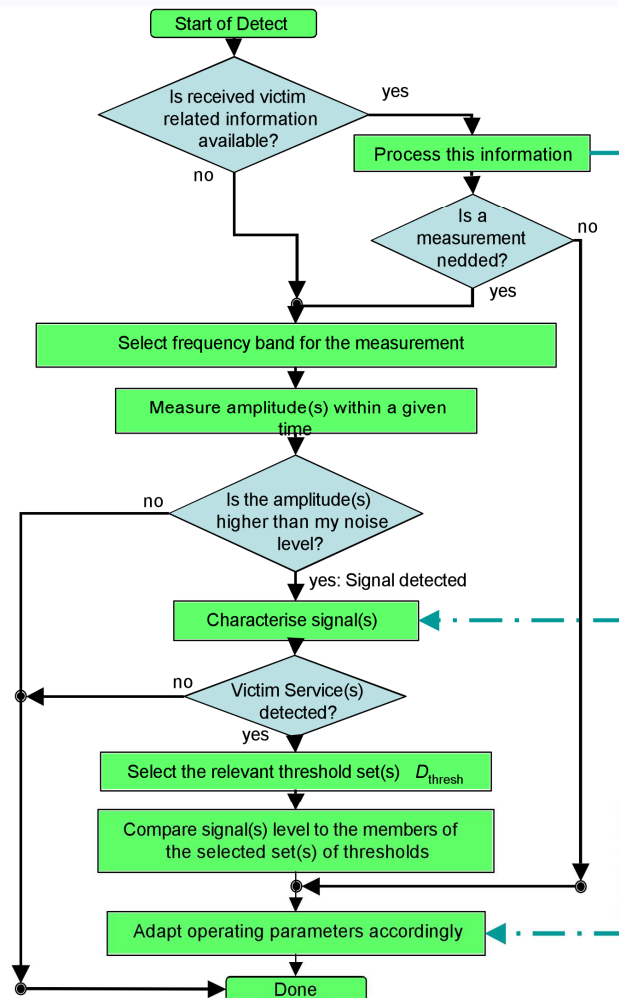 Start of Detect
Is received victim
related information
available?
yes
no
Process this information
Is a
measurement
nedded?
no
yes
Select frequency band for the measurement
Measure amplitude(s) within a given
time
Is the amplitude(s)
higher than my noise
level?
no
yes: Signal detected
Characterise signal(s)
Victim Service(s)
detected?
no
yes
Select the relevant threshold set(s) Dthresh
Compare signal(s) level to the members of
the selected set(s) of thresholds
Adapt operating parameters accordingly
Done